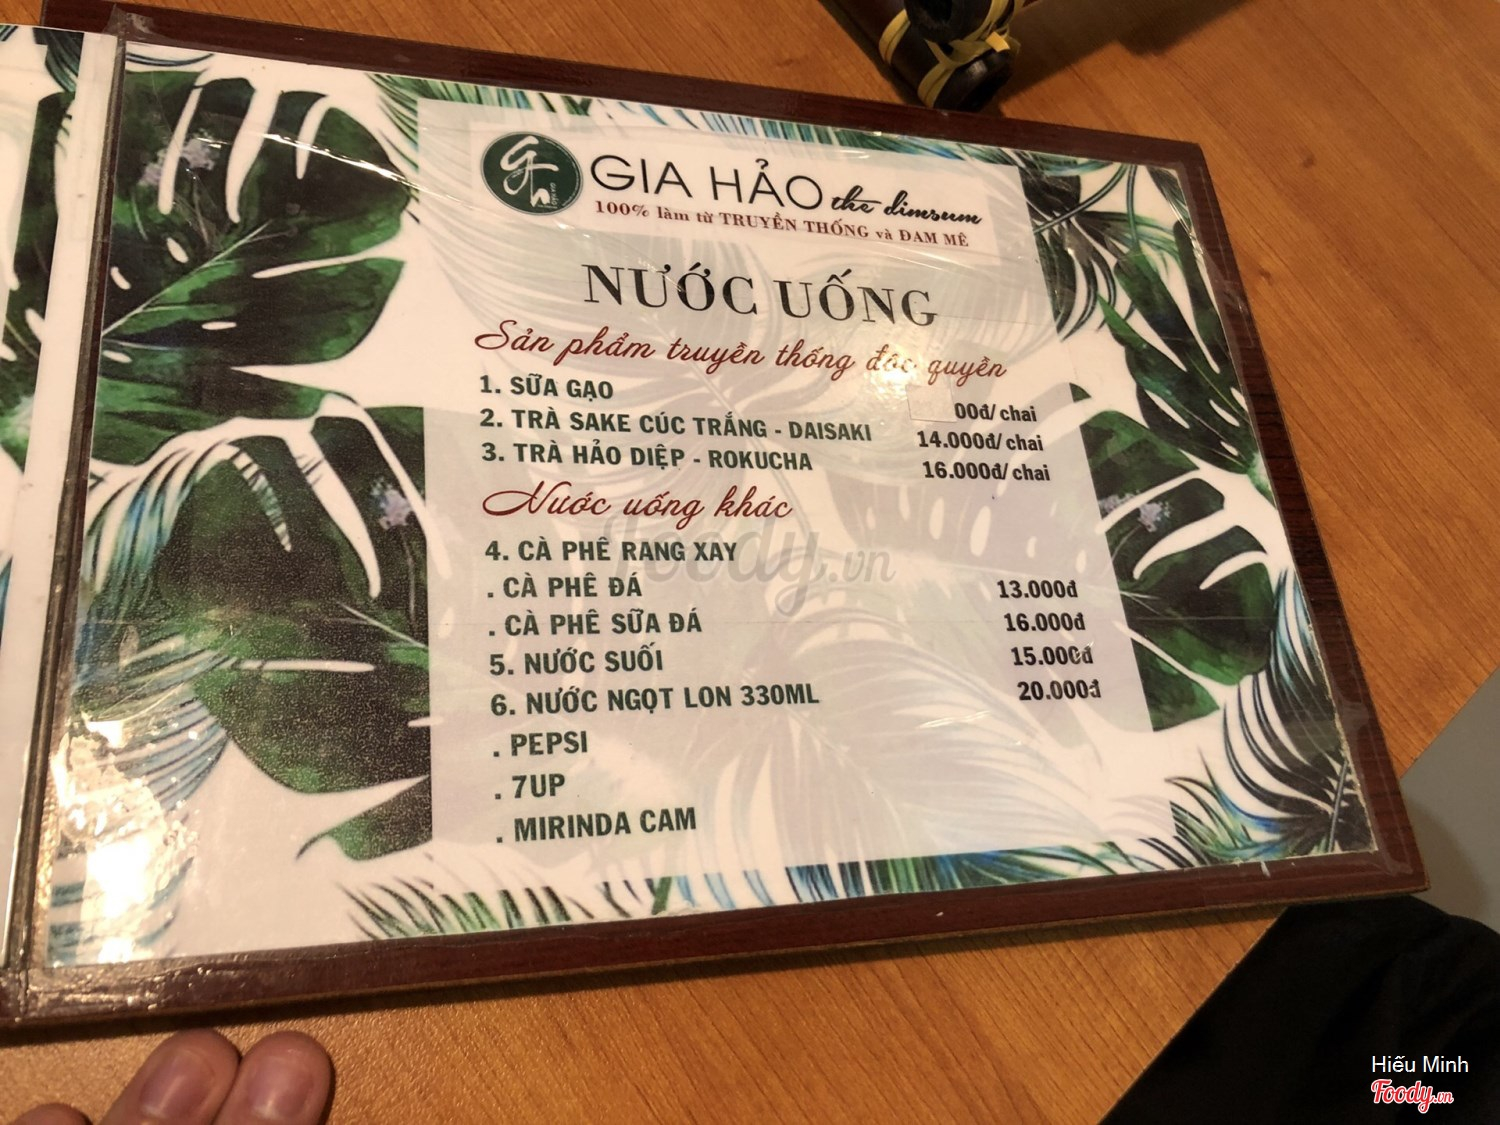 GIA HẢO the dimsum
100% làm từ TRUYỀN THỐNG và ĐAM MÊ
NƯỚC UỐNG
Sản phẩm truyền thống độc quyền
1. SỮA GẠO 00đ/ chai
2. TRÀ SAKE CÚC TRẮNG - DAISAKI 14.000đ/ chai
3. TRÀ HẢO DIỆP - ROKUCHA 16.000đ/ chai
Nước uống khác
4. CÀ PHÊ RANG XAY
. CÀ PHÊ ĐÁ 13.000đ
. CÀ PHÊ SỮA ĐÁ 16.000đ
5. NƯỚC SUỐI 15.000đ
6. NƯỚC NGỌT LON 330ML 20.000đ
. PEPSI
. 7UP
. MIRINDA CAM
Foody.vn
Hiếu Minh
Foody.vn